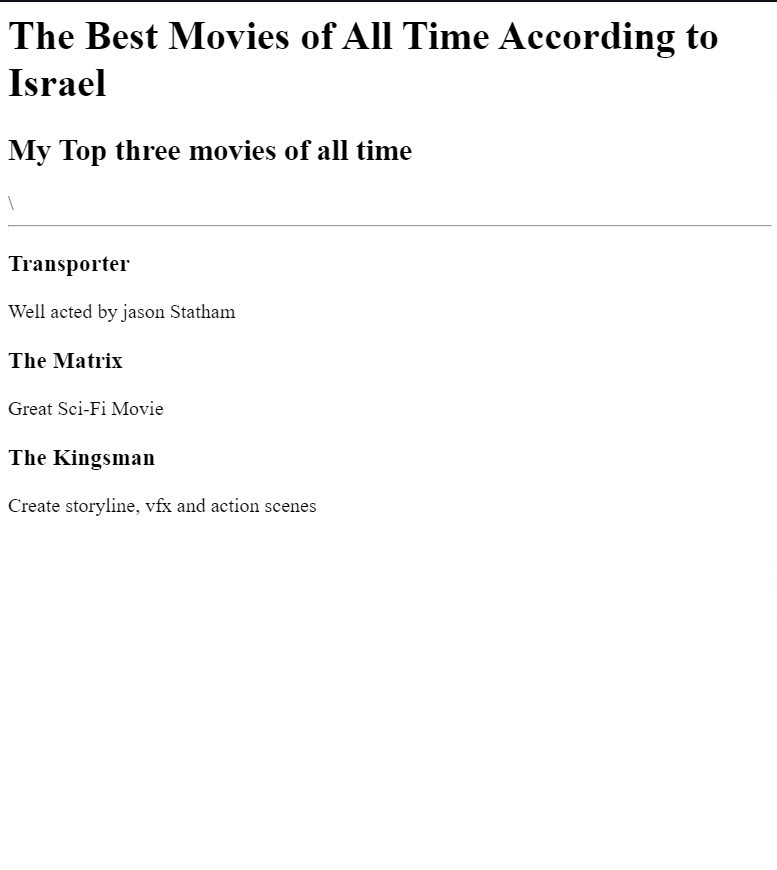 The Best Movies of All Time According to
Israel
My Top three movies of all time
\
Transporter
Well acted by jason Statham
The Matrix
Great Sci-Fi Movie
The Kingsman
Create storyline, vfx and action scenes